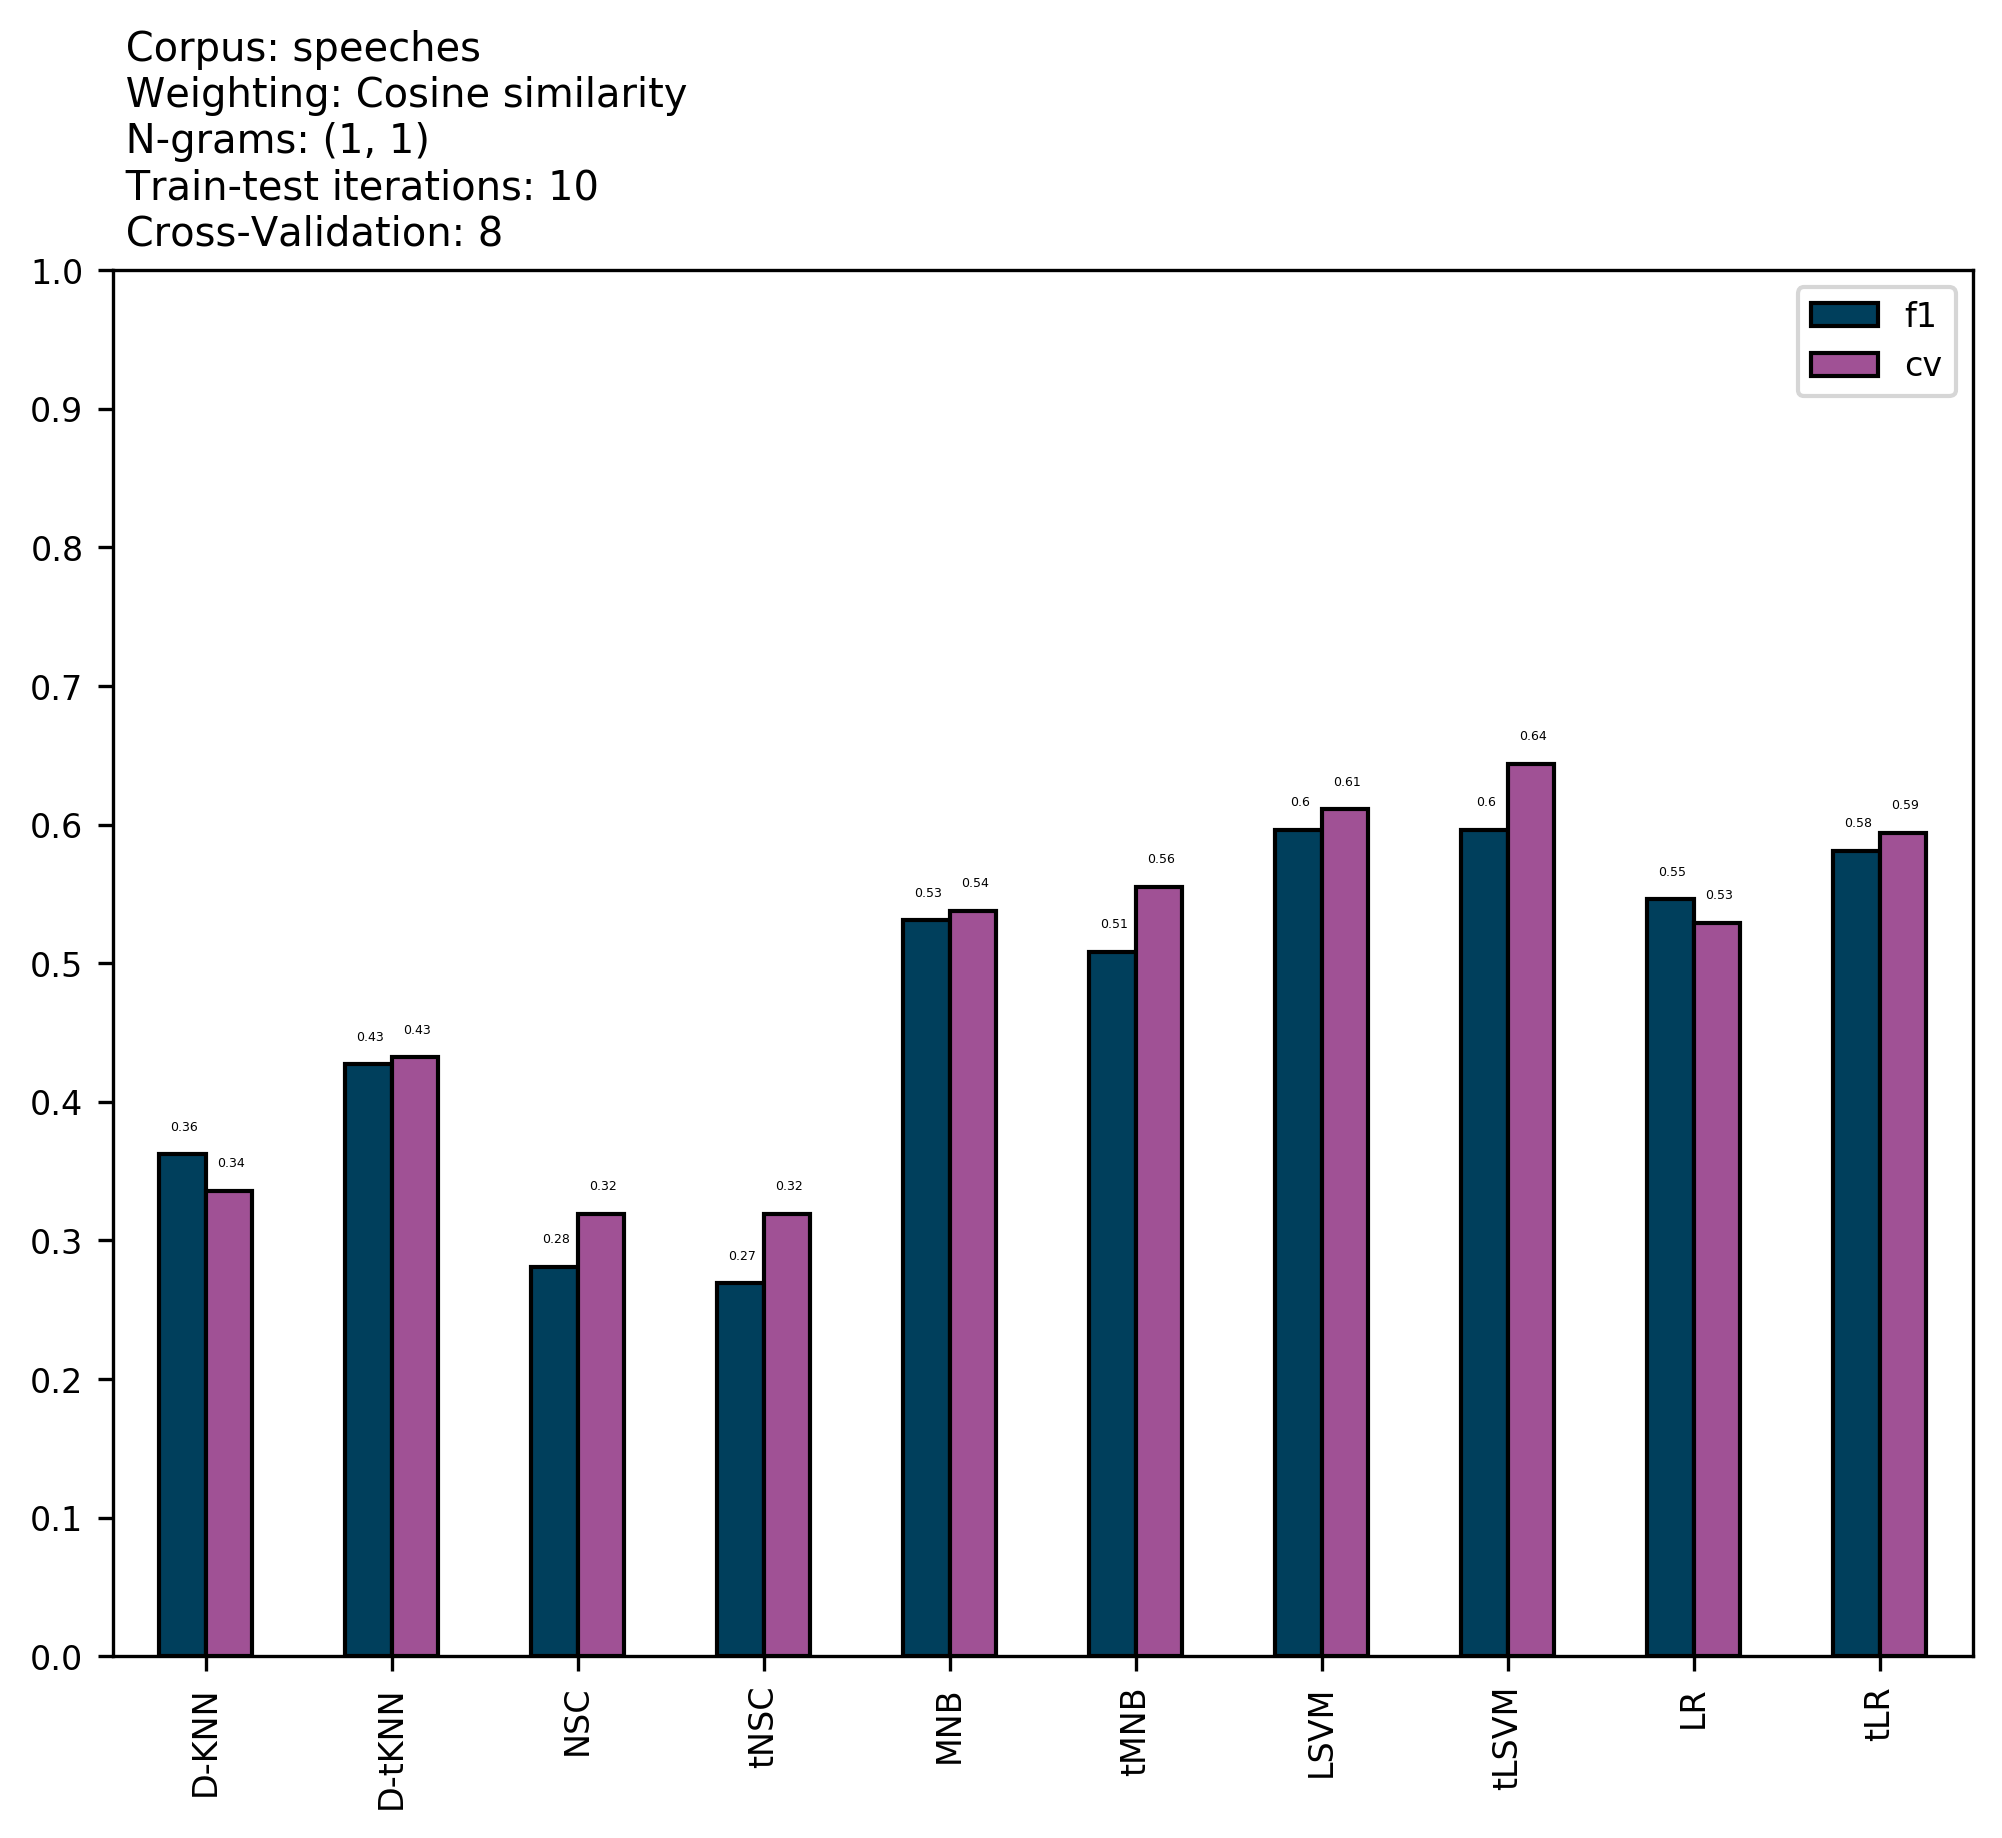 Corpus: speeches
Weighting: Cosine similarity
N-grams: (1, 1)
Train-test iterations: 10
Cross-Validation: 8
1.0
0.9
0.8
0.7
0.6
0.5
0.4
0.3
0.2
0.1
0.0
f1
cv
0.36
0.34
0.43
0.43
0.28
0.32
0.27
0.32
0.53
0.54
0.51
0.56
0.6
0.61
0.6
0.64
0.55
0.53
0.58
0.59
D-KNN
D-tKNN
NSC
tNSC
MNB
tMNB
LSVM
tLSVM
LR
tLR